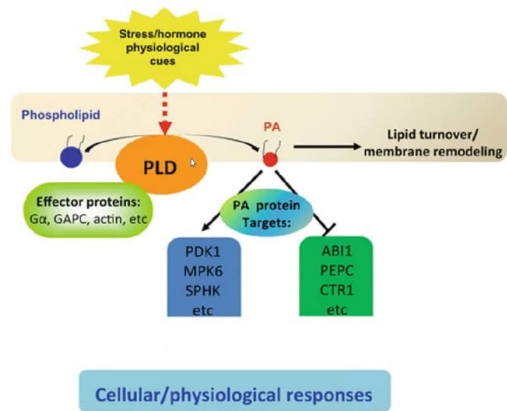 Stress/hormone
physiological
cues
Phospholipid
PA
Lipid turnover/
membrane remodeling
PLD
Effector proteins:
Gα, GAPC, actin, etc
PA protein
Targets:
PDK1
MPK6
SPHK
etc
ABI1
PEPC
CTR1
etc
Cellular/physiological responses